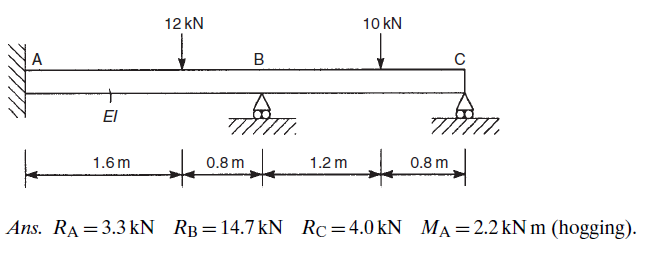 12 kN 10 kN
A B C
EI
1.6 m 0.8 m 1.2 m 0.8 m
Ans. RA = 3.3 kN RB = 14.7 kN RC = 4.0 kN MA = 2.2 kN m (hogging).